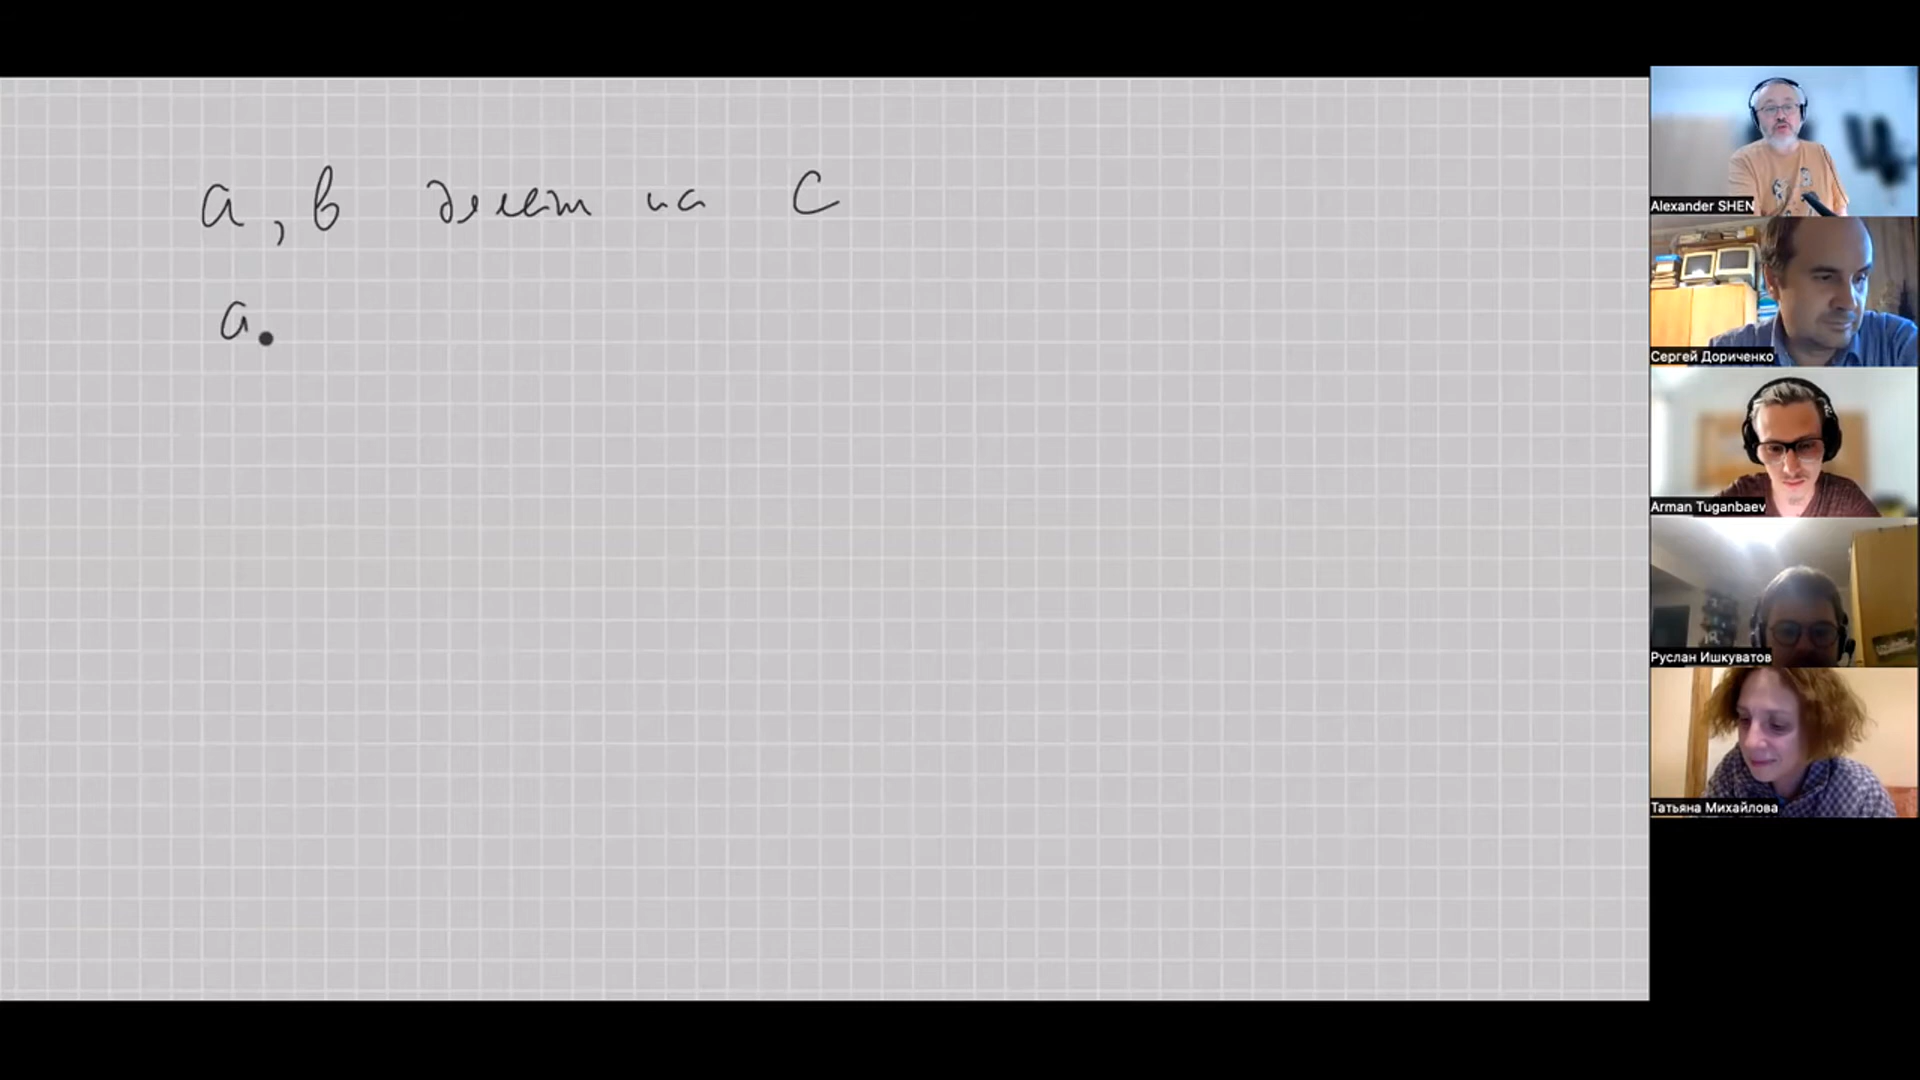 a, b делят на C
a.
Alexander SHEN
Сергей Дориченко
Arman Tuganbaev
Руслан Ишкуватов
Татьяна Михайлова